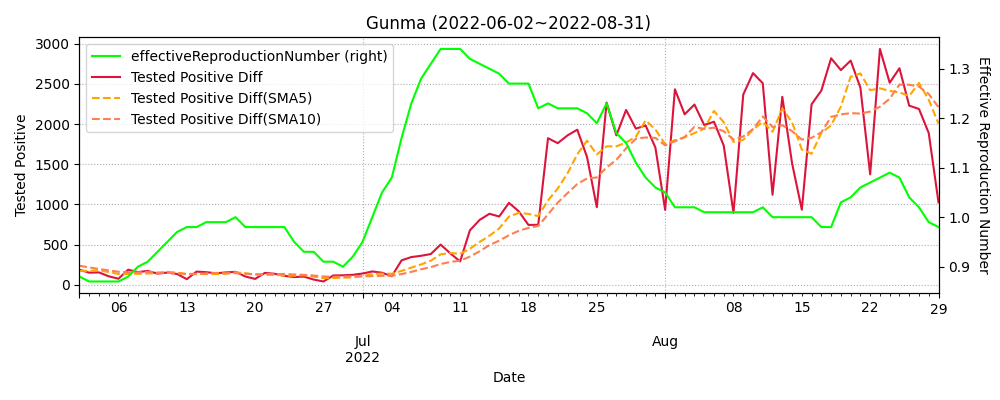 Gunma (2022-06-02~2022-08-31)
effectiveReproductionNumber (right)
Tested Positive Diff
Tested Positive Diff(SMA5)
Tested Positive Diff(SMA10)
Tested Positive
3000
2500
2000
1500
1000
500
0
1.3
1.2
1.1
1.0
0.9
Effective Reproduction Number
06 13 20 27 04 11 18 25 08 15 22 29
Jul Aug
2022
Date